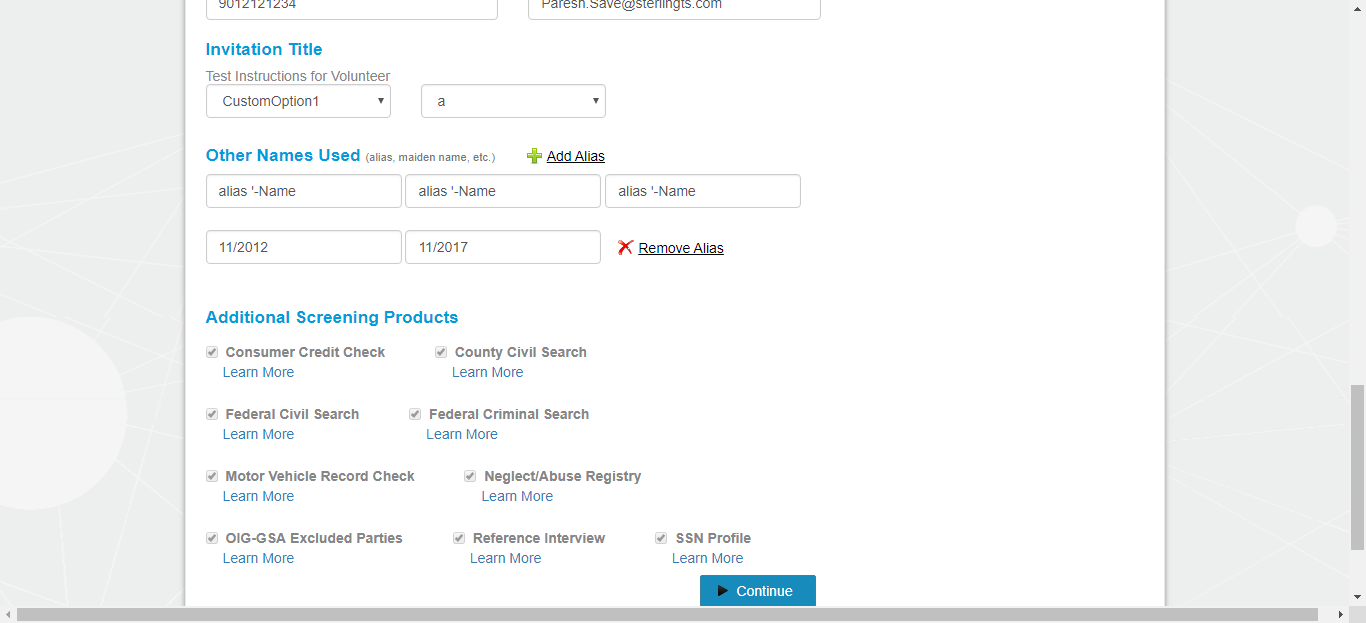 9012121234 Paresh.Save@sterlingts.com
Invitation Title
Test Instructions for Volunteer
CustomOption1 a
Other Names Used (alias, maiden name, etc.) Add Alias
alias '-Name alias '-Name alias '-Name
11/2012 11/2017 Remove Alias
Additional Screening Products
Consumer Credit Check County Civil Search
Learn More Learn More
Federal Civil Search Federal Criminal Search
Learn More Learn More
Motor Vehicle Record Check Neglect/Abuse Registry
Learn More Learn More
OIG-GSA Excluded Parties Reference Interview SSN Profile
Learn More Learn More Learn More
Continue